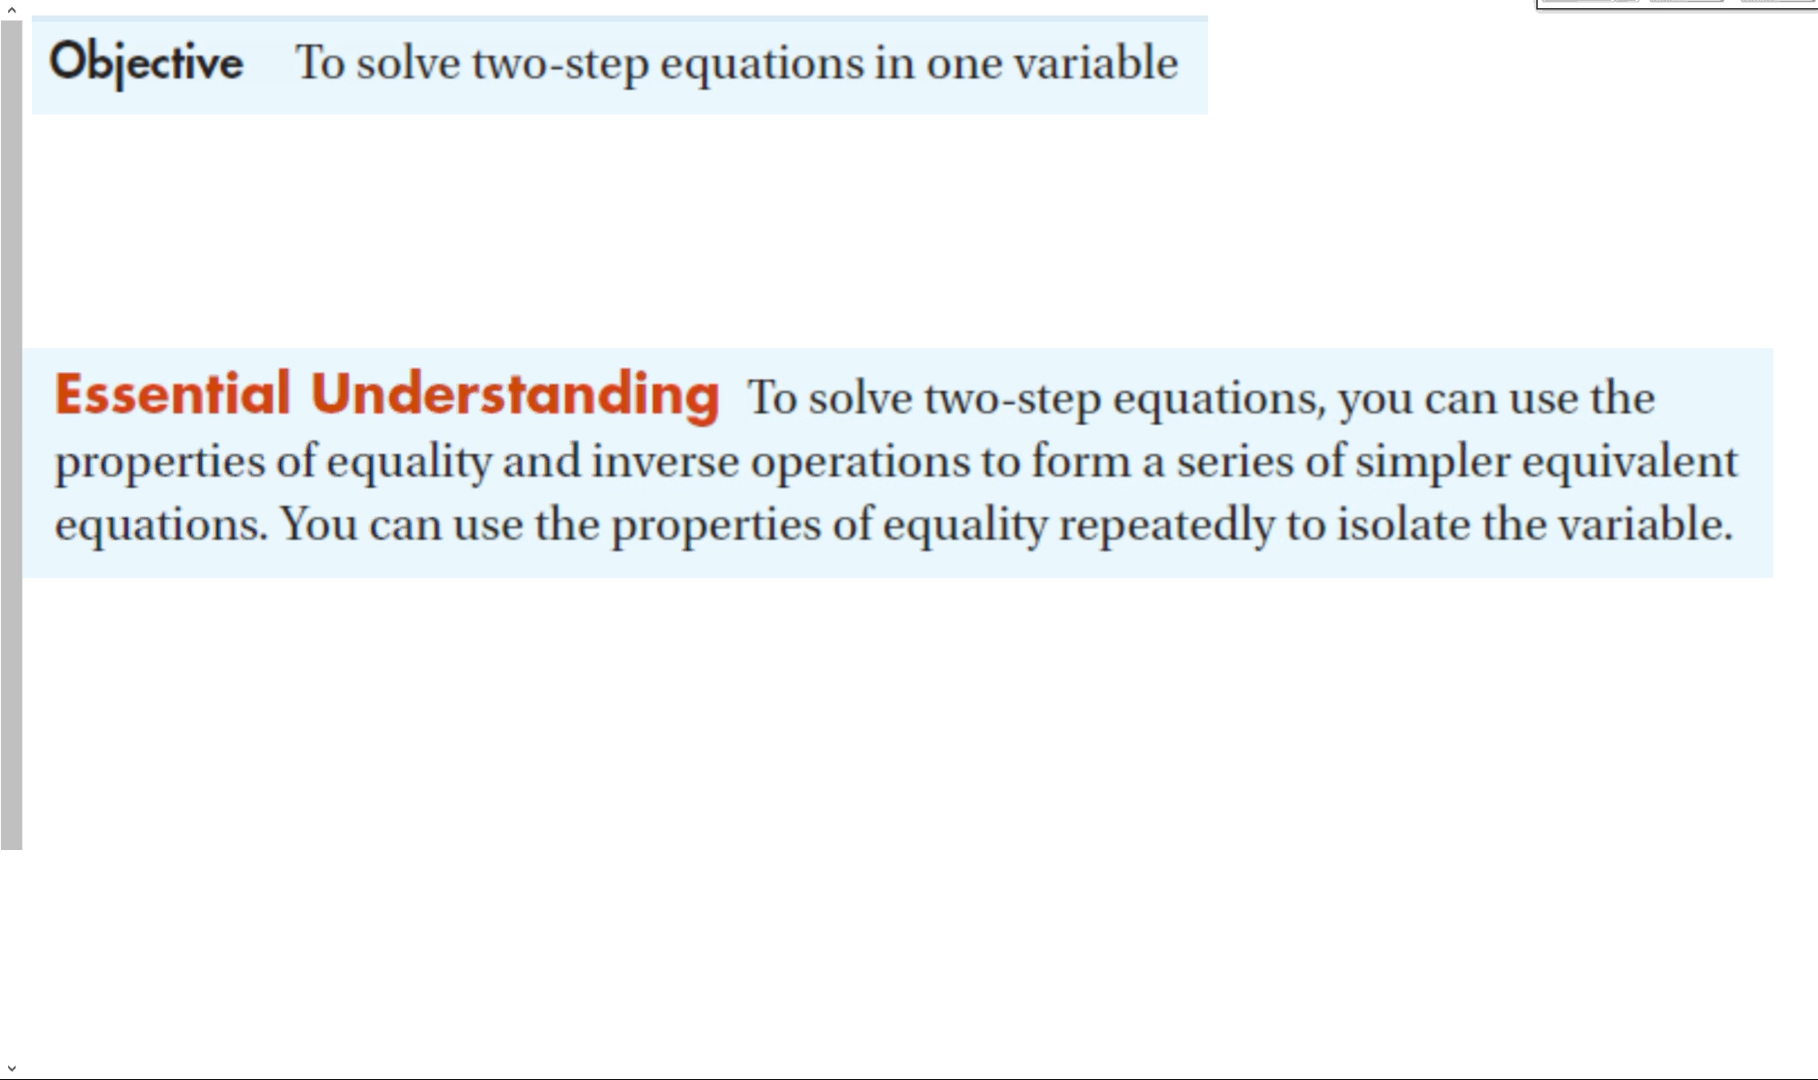 Objective To solve two-step equations in one variable
Essential Understanding To solve two-step equations, you can use the
properties of equality and inverse operations to form a series of simpler equivalent
equations. You can use the properties of equality repeatedly to isolate the variable.